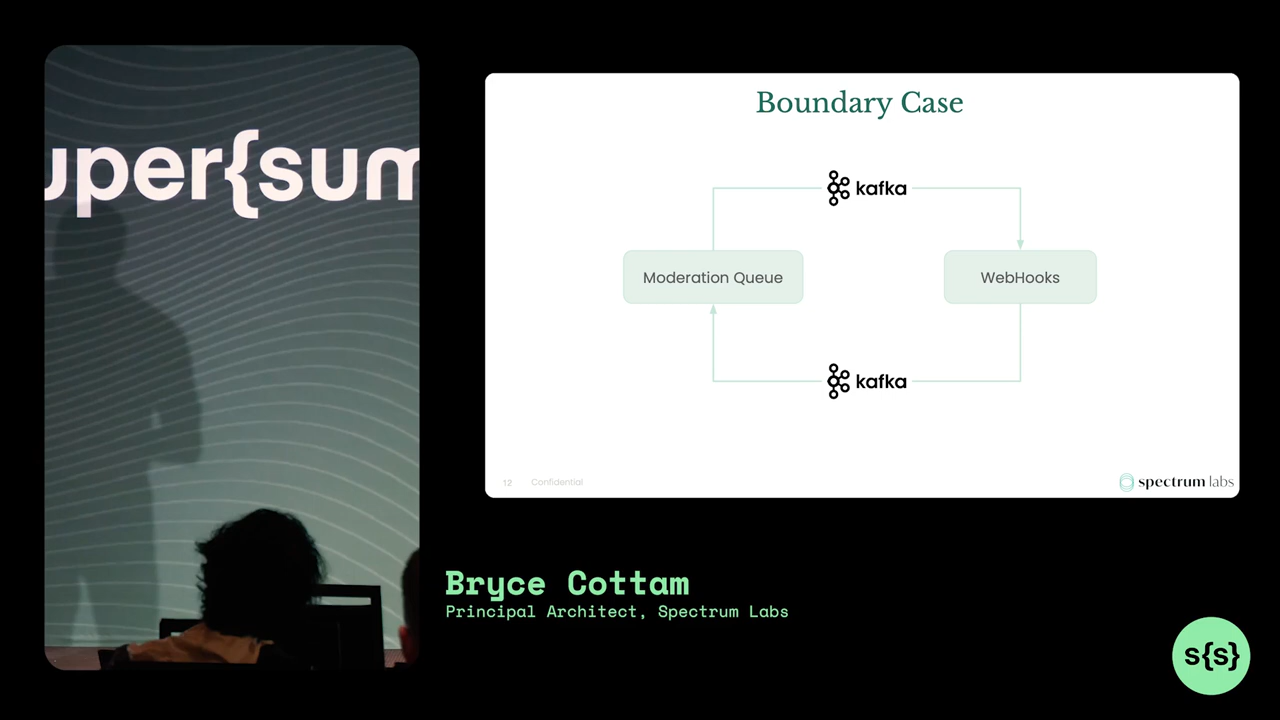 uper{sum
Boundary Case
kafka
Moderation Queue
WebHooks
kafka
12
Confidential
spectrum labs
Bryce Cottam
Principal Architect, Spectrum Labs
s{s}